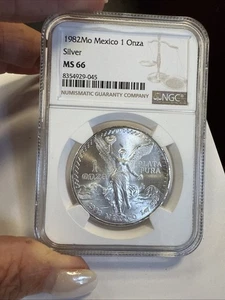 1982Mo Mexico 1 Onza
Silver
MS 66
8354929-045
NUMISMATIC GUARANTY COMPANY
NGC
PLATA
PURA